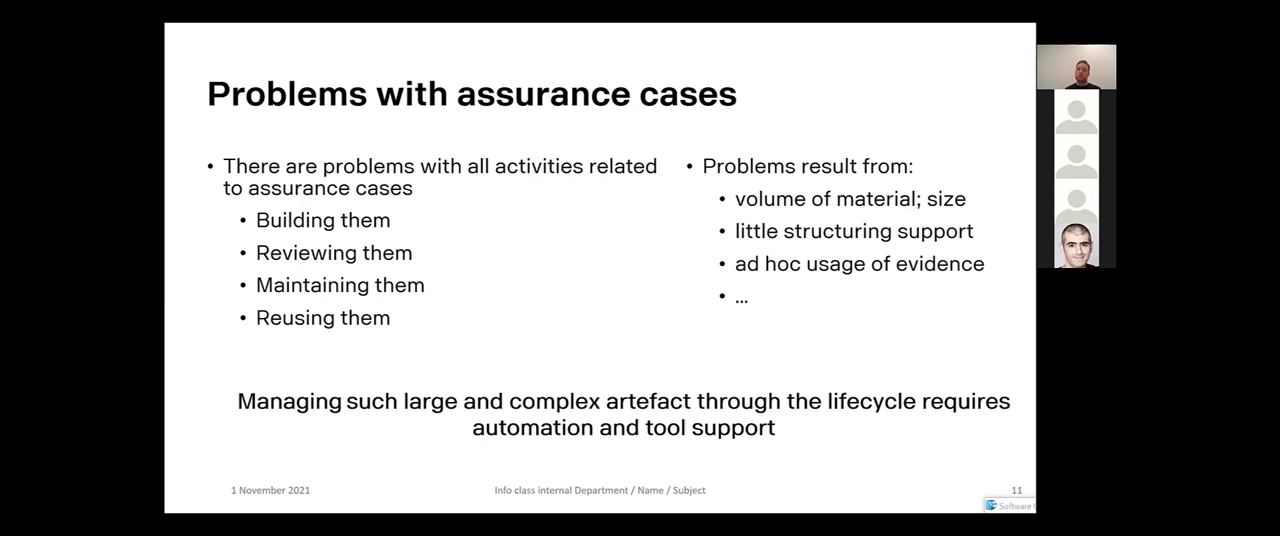 Problems with assurance cases
• There are problems with all activities related
to assurance cases
• Building them
• Reviewing them
• Maintaining them
• Reusing them
• Problems result from:
• volume of material; size
• little structuring support
• ad hoc usage of evidence
• ...
Managing such large and complex artefact through the lifecycle requires
automation and tool support
1 November 2021
Info class internal Department / Name / Subject
11
Software